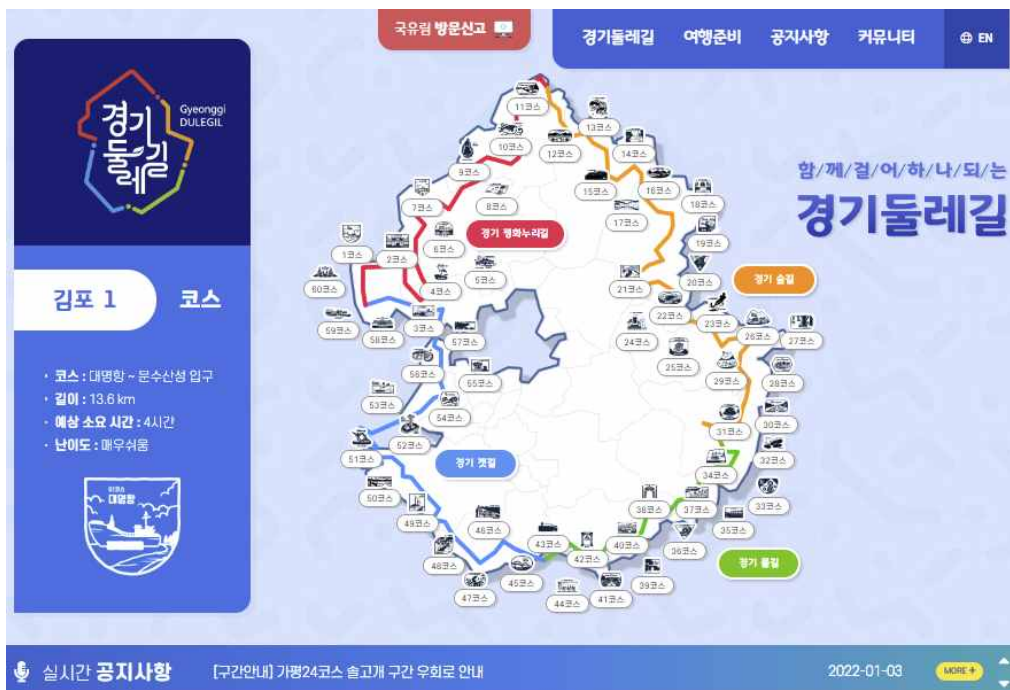 국유림 방문신고
경기둘레길 여행준비 공지사항 커뮤니티 EN
경기
둘레길
Gyeonggi
DULEGIL
함/께/걸/어/하/나/되/는
경기둘레길
김포 1 코스
· 코스 : 대명항 ~ 문수산성 입구
· 길이 : 13.6 km
· 예상 소요 시간 : 4시간
· 난이도 : 매우쉬움
대명항
11코스
13코스
10코스
12코스
14코스
9코스
15코스
16코스
7코스
8코스
18코스
17코스
경기 평화누리길
1코스
2코스
6코스
19코스
60코스
4코스
5코스
21코스
20코스
경기 숲길
59코스
58코스
3코스
57코스
22코스
23코스
24코스
26코스
27코스
56코스
55코스
25코스
29코스
28코스
53코스
54코스
31코스
30코스
51코스
52코스
경기 갯길
34코스
32코스
50코스
49코스
46코스
38코스
37코스
33코스
35코스
48코스
43코스
42코스
40코스
36코스
경기 물길
47코스
45코스
44코스
41코스
39코스
실시간 공지사항 [구간안내] 가평24코스 솔고개 구간 우회로 안내 2022-01-03 MORE +